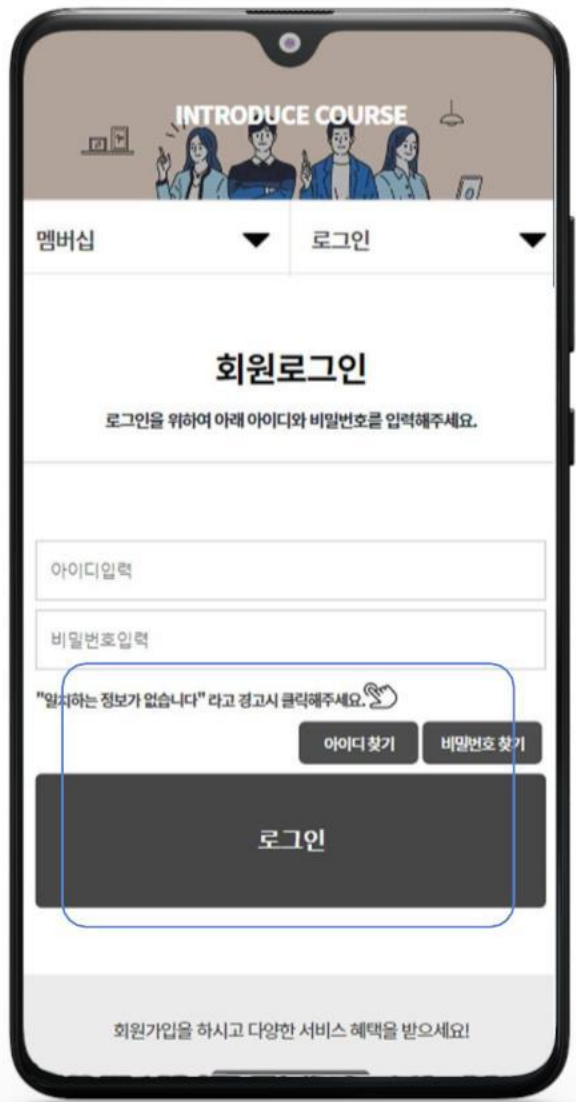 INTRODUCE COURSE
멤버십
로그인
회원로그인
로그인을 위하여 아래 아이디와 비밀번호를 입력해주세요.
아이디입력
비밀번호입력
"일치하는 정보가 없습니다" 라고 경고시 클릭해주세요.
아이디 찾기
비밀번호 찾기
로그인
회원가입을 하시고 다양한 서비스 혜택을 받으세요!